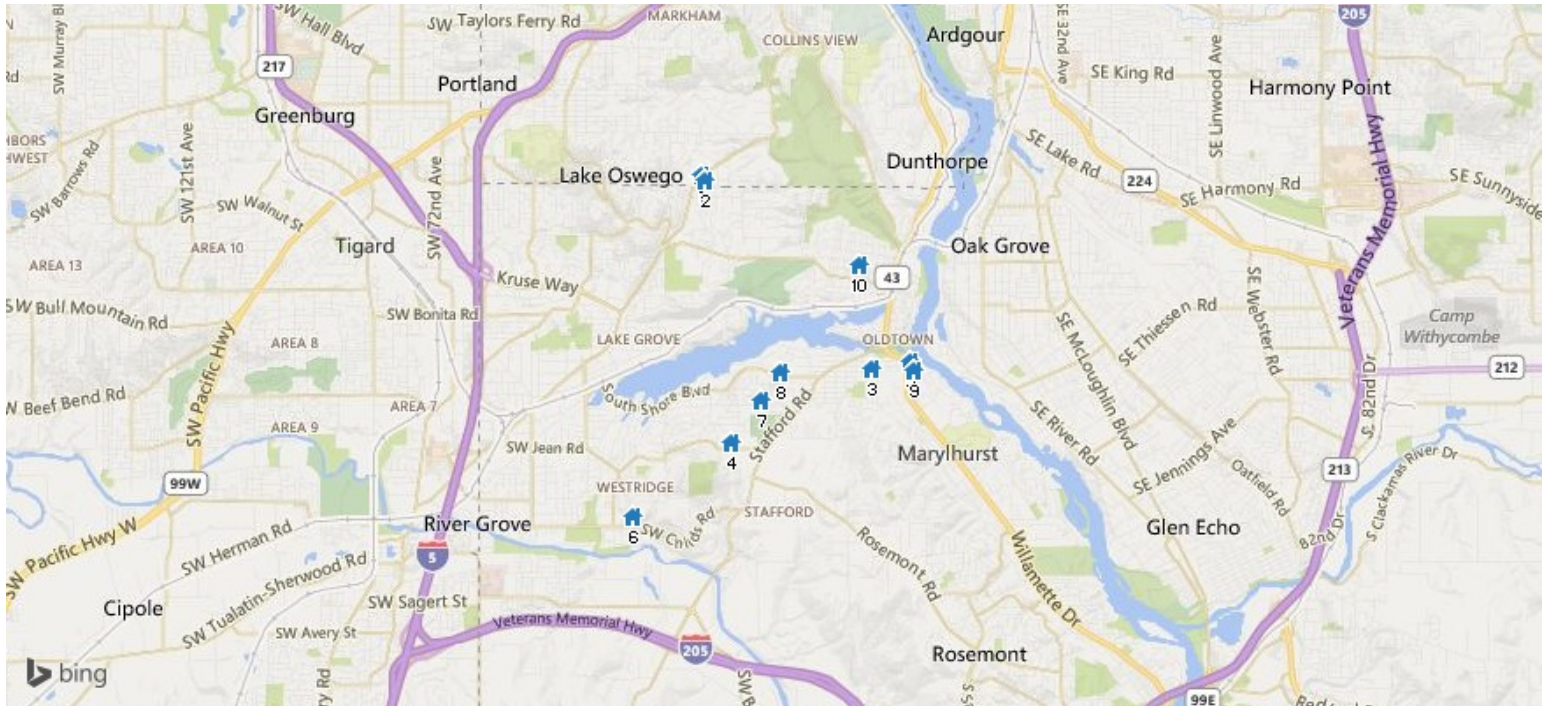 SW Murray Bl
SW Hall Blvd
SW Taylors Ferry Rd
MARKHAM
COLLINS VIEW
Ardgour
SE 32nd Ave
SE King Rd
SE Linwood Ave
205
Harmony Point
217
Portland
Greenburg
SW 121st Ave
SW Barrows Rd
SW 72nd Ave
Lake Oswego
2
Dunthorpe
SE Lake Rd
224
SE Harmony Rd
Veterans Memorial Hwy
SE Sunnyside
SW Walnut St
AREA 10
Tigard
AREA 13
Kruse Way
10
43
Oak Grove
SW Bull Mountain Rd
SW Bonita Rd
SE Thiessen Rd
SE Webster Rd
Camp
Withycombe
AREA 8
LAKE GROVE
OLDTOWN
SE McLoughlin Blvd
212
SW Pacific Hwy
W Beef Bend Rd
AREA 7
South Shore Blvd
8
3
9
7
Stafford Rd
S. 82nd Dr
AREA 9
SW Jean Rd
4
Marylhurst
SE River Rd
SE Jennings Ave
Oatfield Rd
213
S Clackamas River Dr
99W
WESTRIDGE
STAFFORD
River Grove
6
SW Childs Rd
Glen Echo
82nd Dr
SW Pacific Hwy W
SW Herman Rd
5
Rosemont Rd
Willamette Dr
SW Tualatin-Sherwood Rd
Cipole
SW Sagert St
SW Avery St
Veterans Memorial Hwy
205
Rosemont
bing
99E